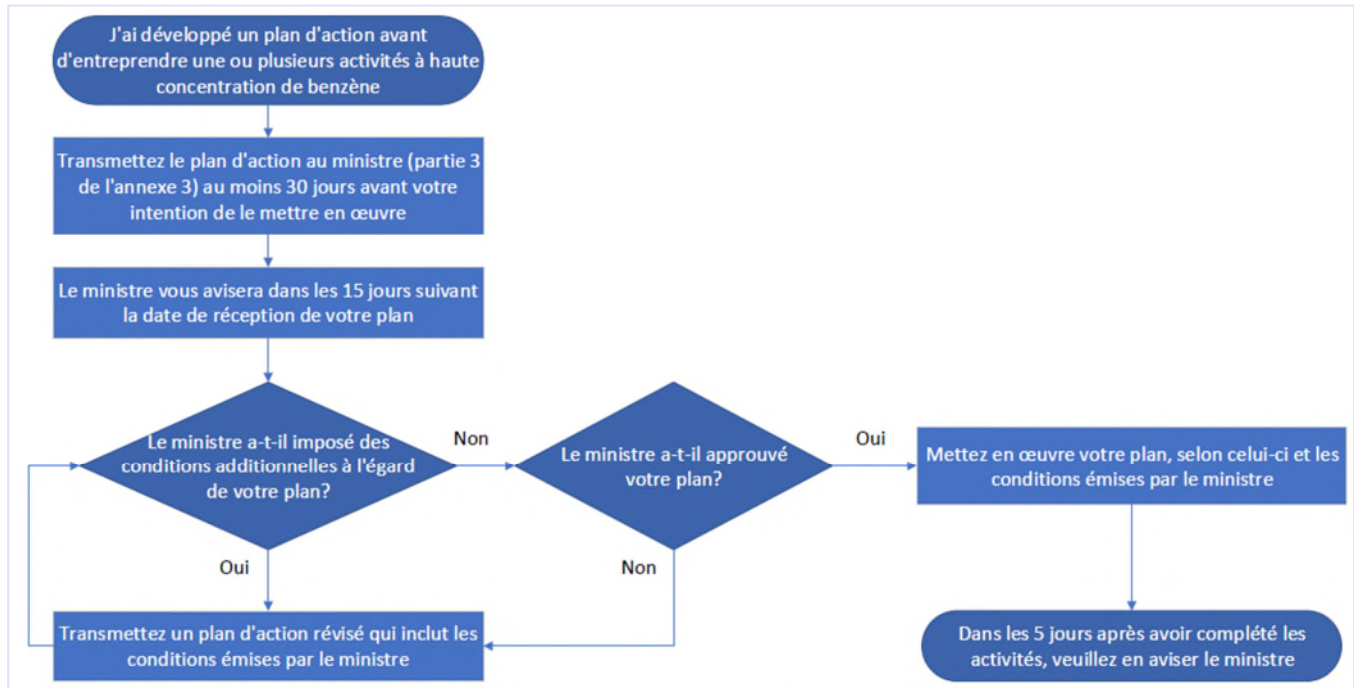 J'ai développé un plan d'action avant
d'entreprendre une ou plusieurs activités à haute
concentration de benzène
Transmettez le plan d'action au ministre (partie 3
de l'annexe 3) au moins 30 jours avant votre
intention de le mettre en œuvre
Le ministre vous avisera dans les 15 jours suivant
la date de réception de votre plan
Le ministre a-t-il imposé des
conditions additionnelles à l'égard
de votre plan?
Non
Le ministre a-t-il approuvé
votre plan?
Oui
Mettez en œuvre votre plan, selon celui-ci et les
conditions émises par le ministre
Oui
Non
Transmettez un plan d'action révisé qui inclut les
conditions émises par le ministre
Dans les 5 jours après avoir complété les
activités, veuillez en aviser le ministre